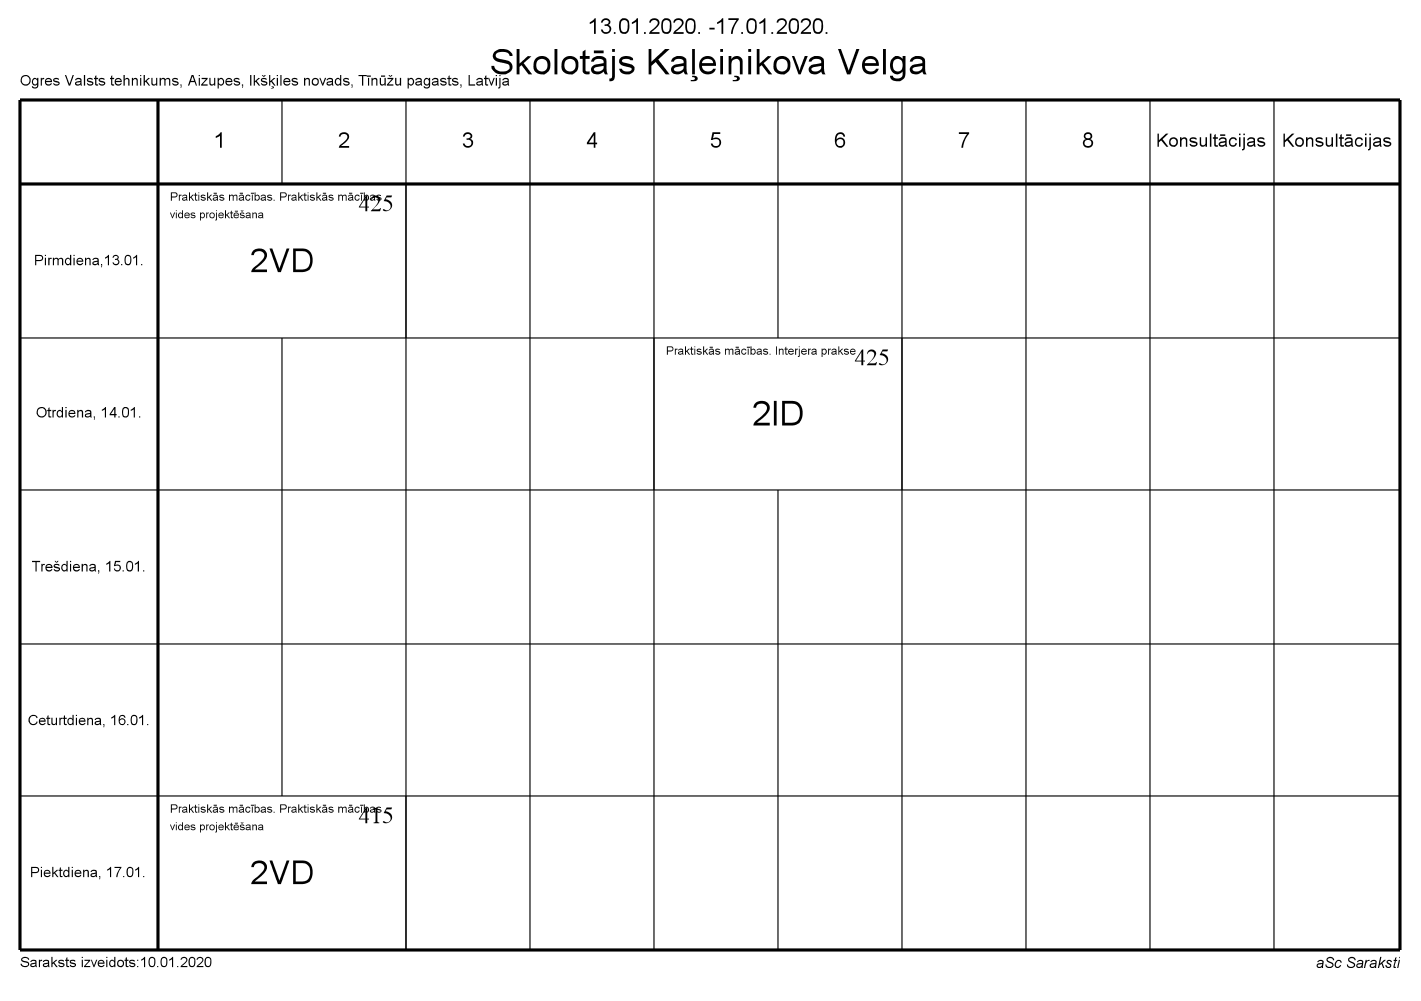 13.01.2020. -17.01.2020.
Skolotājs Kaļeiņikova Velga
Ogres Valsts tehnikums, Aizupes, Ikšķiles novads, Tīnūžu pagasts, Latvija
1 2 3 4 5 6 7 8 Konsultācijas Konsultācijas
Praktiskās mācības. Praktiskās mācības 425
vides projektēšana
Pirmdiena,13.01. 2VD
Praktiskās mācības. Interjera prakse 425
Otrdiena, 14.01. 2ID
Trešdiena, 15.01.
Ceturtdiena, 16.01.
Praktiskās mācības. Praktiskās mācības 415
vides projektēšana
Piektdiena, 17.01. 2VD
Saraksts izveidots:10.01.2020 aSc Saraksti